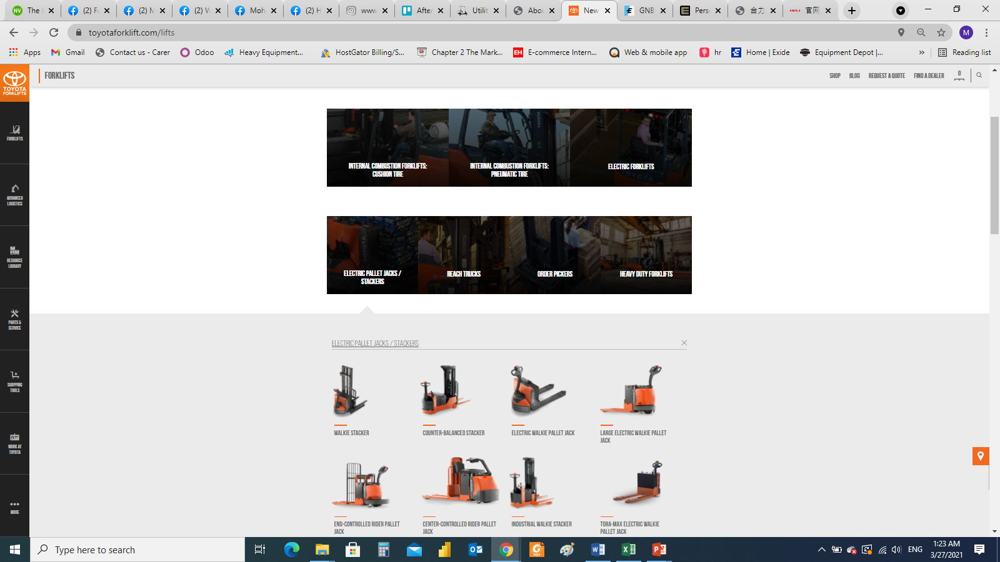 The I
(2) Fa
(2) M
(2) W
Moh
(2) H
www
After
Utilit
Abou
New
GNB
Perso
合力
官网
toyotaforklift.com/lifts
M
Apps
Gmail
Contact us - Carer
Odoo
Heavy Equipment...
HostGator Billing/S...
Chapter 2 The Mark...
EH
E-commerce Intern...
Web & mobile app
hr
Home | Exide
Equipment Depot |...
»
Reading list
TOYOTA
FORKLIFTS
FORKLIFTS
SHOP
BLOG
REQUEST A QUOTE
FIND A DEALER
0
FORKLIFTS
ADVANCED
LOGISTICS
RESOURCE
LIBRARY
PARTS &
SERVICE
SHOPPING
TOOLS
WORK AT
TOYOTA
MORE
INTERNAL COMBUSTION FORKLIFTS:
CUSHION TIRE
INTERNAL COMBUSTION FORKLIFTS:
PNEUMATIC TIRE
ELECTRIC FORKLIFTS
ELECTRIC PALLET JACKS /
STACKERS
REACH TRUCKS
ORDER PICKERS
HEAVY DUTY FORKLIFTS
ELECTRIC PALLET JACKS / STACKERS
WALKIE STACKER
COUNTER-BALANCED STACKER
ELECTRIC WALKIE PALLET JACK
LARGE ELECTRIC WALKIE PALLET
JACK
END-CONTROLLED RIDER PALLET
JACK
CENTER-CONTROLLED RIDER PALLET
JACK
INDUSTRIAL WALKIE STACKER
TORA-MAX ELECTRIC WALKIE
PALLET JACK
Type here to search
ENG
1:23 AM
3/27/2021